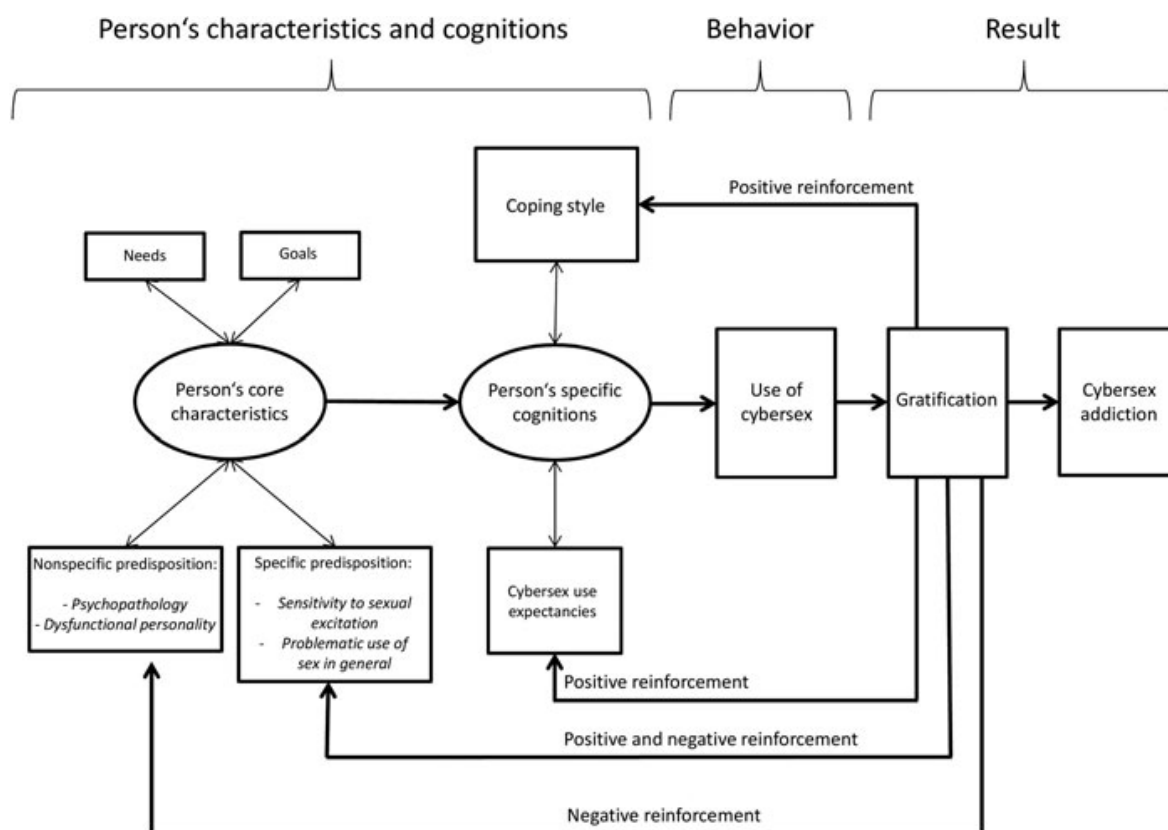 Person‘s characteristics and cognitions
Behavior
Result
Positive reinforcement
Coping style
Needs
Goals
Person‘s core
characteristics
Person‘s specific
cognitions
Use of
cybersex
Gratification
Cybersex
addiction
Nonspecific predisposition:
- Psychopathology
- Dysfunctional personality
Specific predisposition:
- Sensitivity to sexual
excitation
- Problematic use of
sex in general
Cybersex use
expectancies
Positive reinforcement
Positive and negative reinforcement
Negative reinforcement